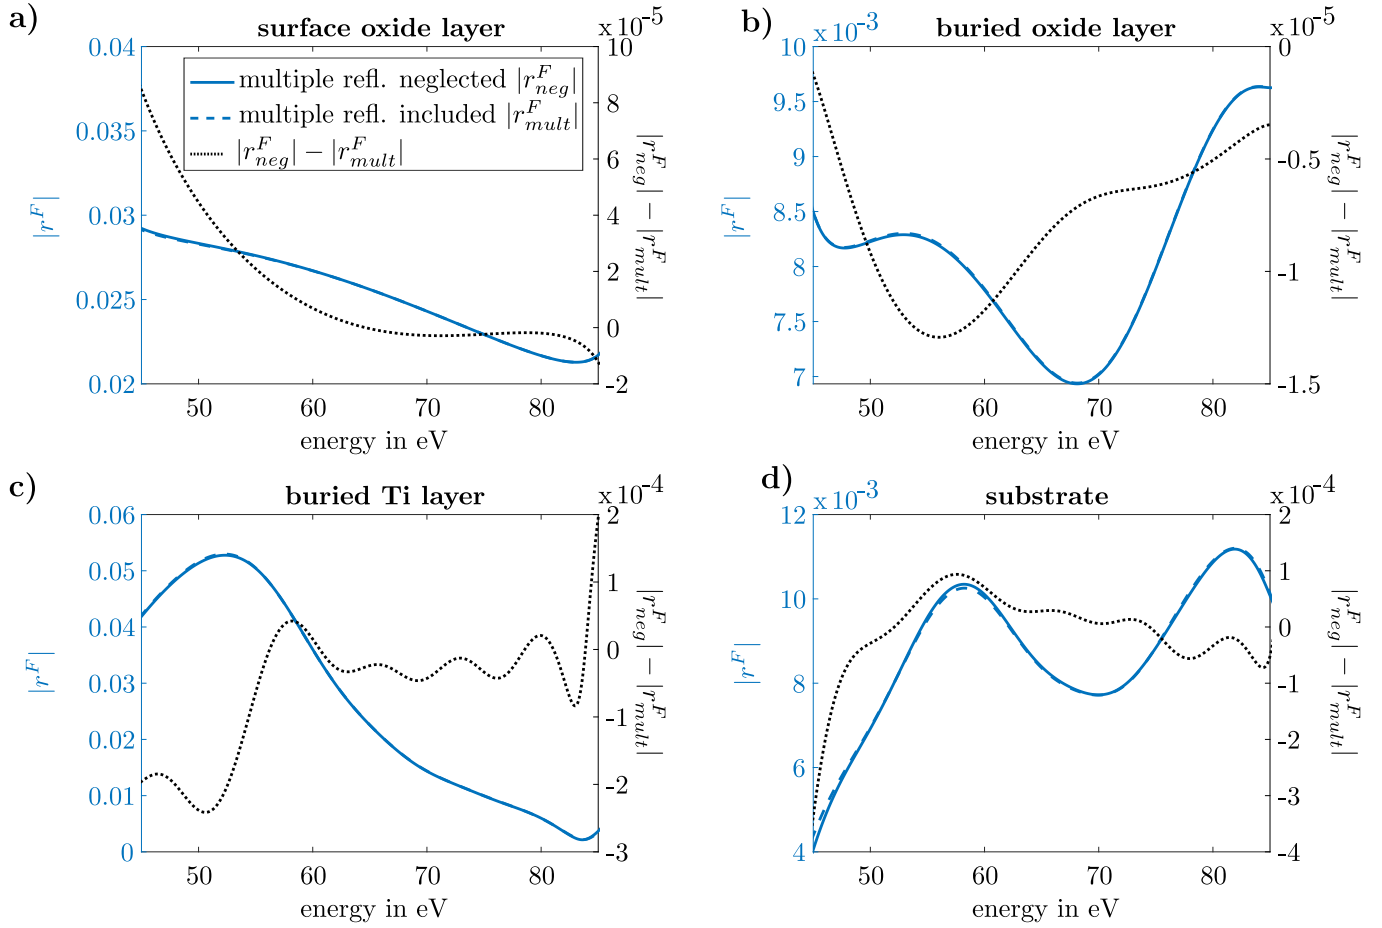 a)
surface oxide layer
x10-5
0.04
0.035
0.03
0.025
0.02
|r^F|
10
8
6
4
2
0
-2
|r^F_neg| − |r^F_mult|
multiple refl. neglected |r^F_neg|
multiple refl. included |r^F_mult|
|r^F_neg| − |r^F_mult|
50 60 70 80
energy in eV
b)
x10-3
buried oxide layer
x10-5
10
9.5
9
8.5
8
7.5
7
|r^F|
0
-0.5
-1
-1.5
|r^F_neg| − |r^F_mult|
50 60 70 80
energy in eV
c)
buried Ti layer
x10-4
0.06
0.05
0.04
0.03
0.02
0.01
0
|r^F|
2
1
0
-1
-2
-3
|r^F_neg| − |r^F_mult|
50 60 70 80
energy in eV
d)
x10-3
substrate
x10-4
12
10
8
6
4
|r^F|
2
1
0
-1
-2
-3
-4
|r^F_neg| − |r^F_mult|
50 60 70 80
energy in eV